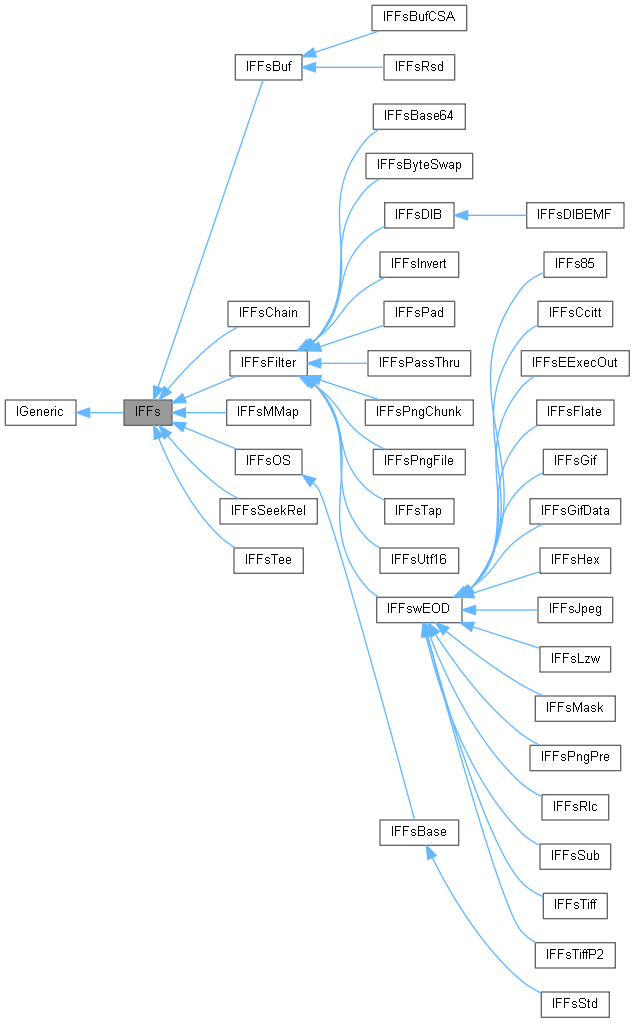 IFFsBufCSA
IFFsBuf
IFFsRsd
IFFsBase64
IFFsByteSwap
IFFsDIB
IFFsDIBEMF
IFFsInvert
IFFs85
IFFsChain
IFFsPad
IFFsCcitt
IFFsFilter
IFFsPassThru
IFFsEExecOut
IGeneric
IFFs
IFFsMMap
IFFsPngChunk
IFFsFlate
IFFsOS
IFFsPngFile
IFFsGif
IFFsSeekRel
IFFsTap
IFFsGifData
IFFsTee
IFFsUtf16
IFFsHex
IFFswEOD
IFFsJpeg
IFFsLzw
IFFsMask
IFFsPngPre
IFFsRlc
IFFsBase
IFFsSub
IFFsTiff
IFFsTiffP2
IFFsStd